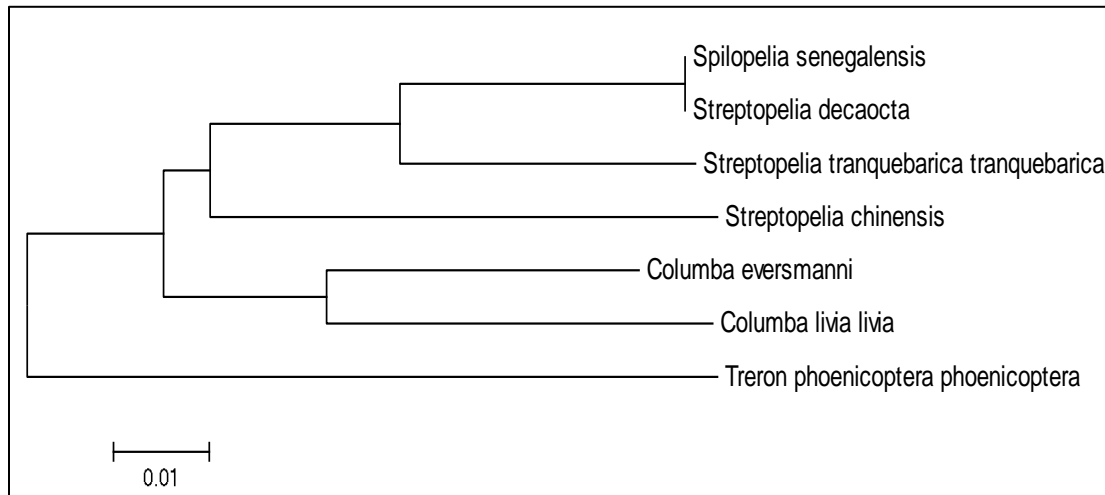 Spilopelia senegalensis
Streptopelia decaocta
Streptopelia tranquebarica tranquebarica
Streptopelia chinensis
Columba eversmanni
Columba livia livia
Treron phoenicoptera phoenicoptera
0.01